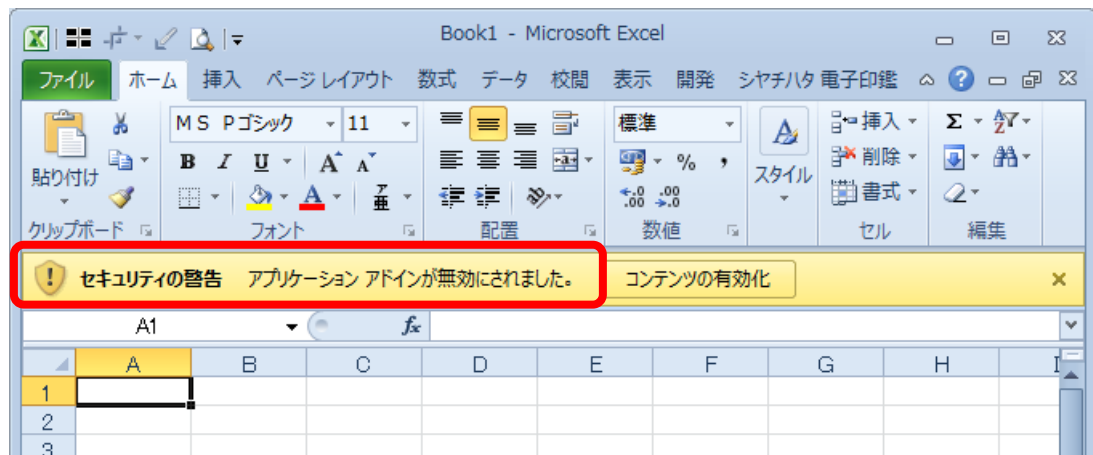 Book1 - Microsoft Excel
ファイル ホーム 挿入 ページ レイアウト 数式 データ 校閲 表示 開発 シヤチハタ 電子印鑑
ＭＳ Ｐゴシック 11 標準 挿入 Σ
貼り付け B I U A A % , スタイル 削除
A 亜 .00 .0 書式
クリップボード フォント 配置 数値 セル 編集
セキュリティの警告 アプリケーション アドインが無効にされました。 コンテンツの有効化
A1 fx
A B C D E F G H I
1
2
3